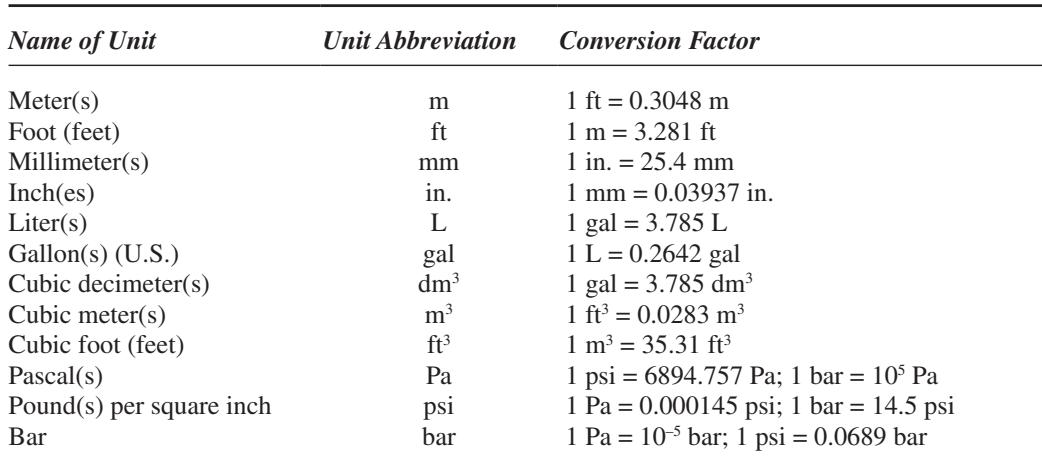 Name of Unit Unit Abbreviation Conversion Factor
Meter(s) m 1 ft = 0.3048 m
Foot (feet) ft 1 m = 3.281 ft
Millimeter(s) mm 1 in. = 25.4 mm
Inch(es) in. 1 mm = 0.03937 in.
Liter(s) L 1 gal = 3.785 L
Gallon(s) (U.S.) gal 1 L = 0.2642 gal
Cubic decimeter(s) dm³ 1 gal = 3.785 dm³
Cubic meter(s) m³ 1 ft³ = 0.0283 m³
Cubic foot (feet) ft³ 1 m³ = 35.31 ft³
Pascal(s) Pa 1 psi = 6894.757 Pa; 1 bar = 10⁵ Pa
Pound(s) per square inch psi 1 Pa = 0.000145 psi; 1 bar = 14.5 psi
Bar bar 1 Pa = 10⁻⁵ bar; 1 psi = 0.0689 bar